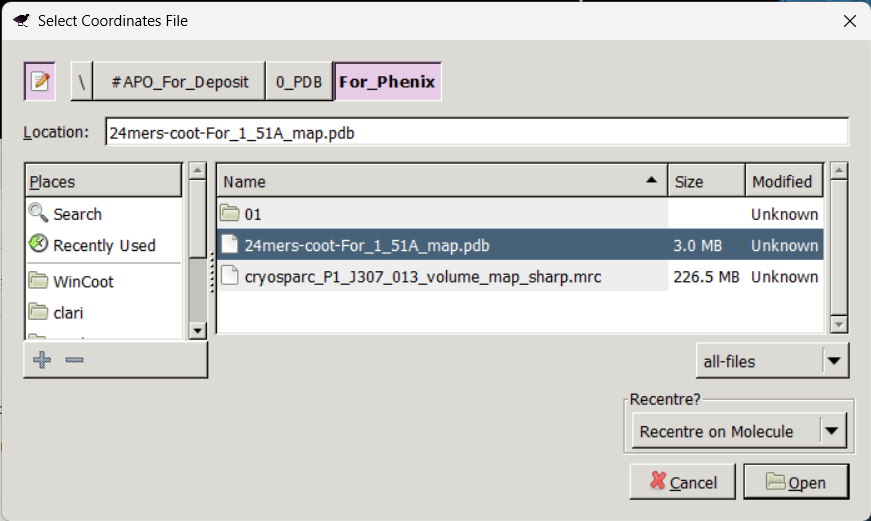 Select Coordinates File
\ #APO_For_Deposit 0_PDB For_Phenix
Location: 24mers-coot-For_1_51A_map.pdb
Places
Search
Recently Used
WinCoot
clari
Name Size Modified
01 Unknown
24mers-coot-For_1_51A_map.pdb 3.0 MB Unknown
cryosparc_P1_J307_013_volume_map_sharp.mrc 226.5 MB Unknown
all-files
Recentre?
Recentre on Molecule
Cancel Open